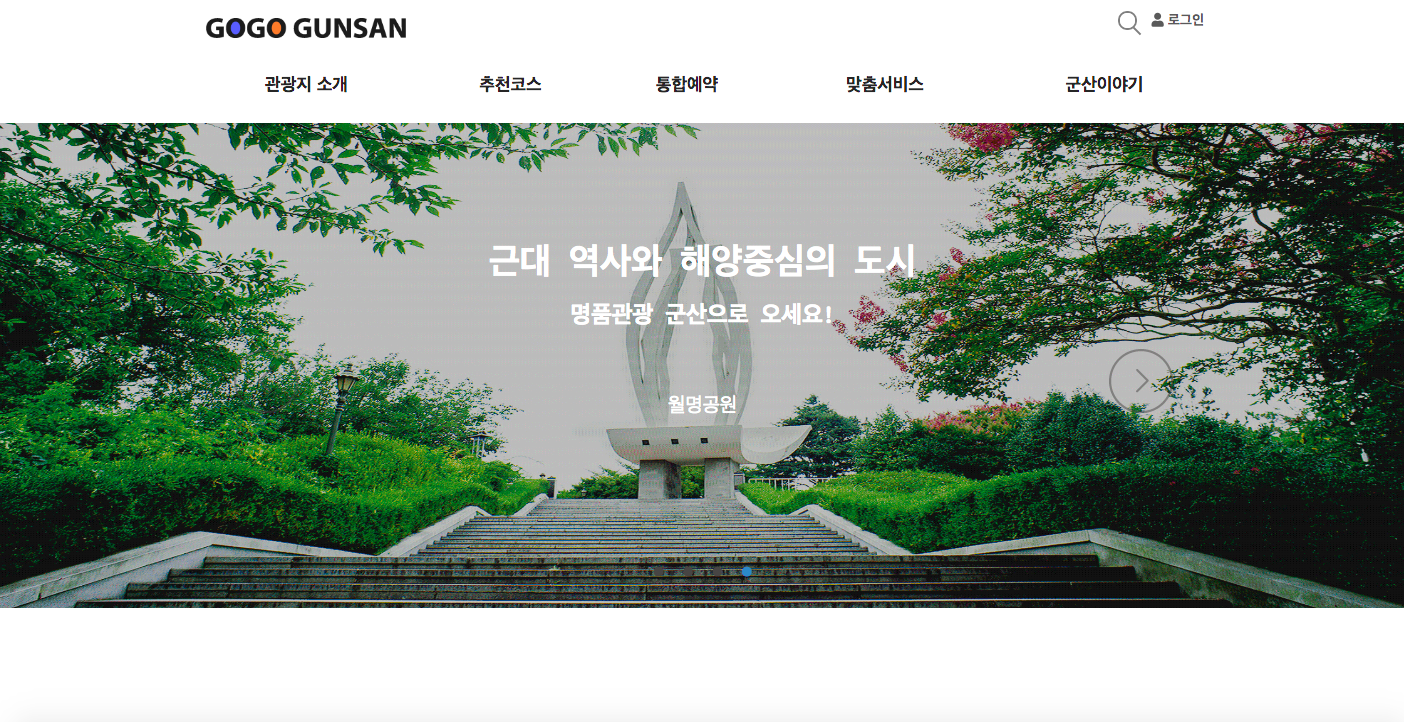 GOGO GUNSAN
로그인
관광지 소개
추천코스
통합예약
맞춤서비스
군산이야기
근대 역사와 해양중심의 도시
명품관광 군산으로 오세요!
월명공원